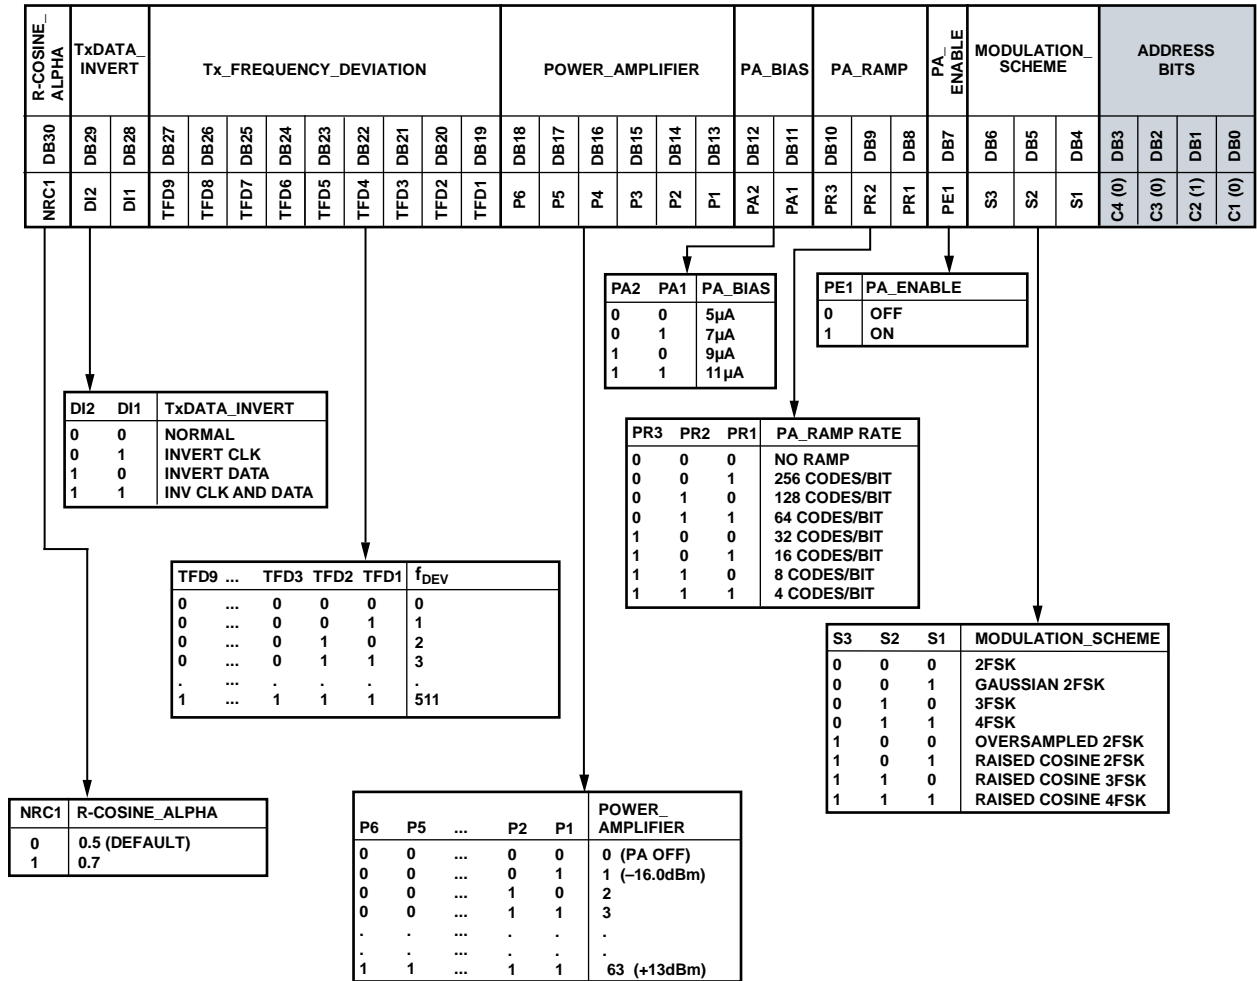 R-COSINE_ ALPHA
TxDATA_ INVERT
Tx_FREQUENCY_DEVIATION
POWER_AMPLIFIER
PA_BIAS
PA_RAMP
PA_ ENABLE
MODULATION_ SCHEME
ADDRESS BITS
DB30 DB29 DB28 DB27 DB26 DB25 DB24 DB23 DB22 DB21 DB20 DB19 DB18 DB17 DB16 DB15 DB14 DB13 DB12 DB11 DB10 DB9 DB8 DB7 DB6 DB5 DB4 DB3 DB2 DB1 DB0
NRC1 DI2 DI1 TFD9 TFD8 TFD7 TFD6 TFD5 TFD4 TFD3 TFD2 TFD1 P6 P5 P4 P3 P2 P1 PA2 PA1 PR3 PR2 PR1 PE1 S3 S2 S1 C4 (0) C3 (0) C2 (1) C1 (0)
PA2 PA1 PA_BIAS
0 0 5µA
0 1 7µA
1 0 9µA
1 1 11µA
PE1 PA_ENABLE
0 OFF
1 ON
DI2 DI1 TxDATA_INVERT
0 0 NORMAL
0 1 INVERT CLK
1 0 INVERT DATA
1 1 INV CLK AND DATA
PR3 PR2 PR1 PA_RAMP RATE
0 0 0 NO RAMP
0 0 1 256 CODES/BIT
0 1 0 128 CODES/BIT
0 1 1 64 CODES/BIT
1 0 0 32 CODES/BIT
1 0 1 16 CODES/BIT
1 1 0 8 CODES/BIT
1 1 1 4 CODES/BIT
TFD9 ... TFD3 TFD2 TFD1 fDEV
0 ... 0 0 0 0
0 ... 0 0 1 1
0 ... 0 1 0 2
0 ... 0 1 1 3
. ... . . . .
1 ... 1 1 1 511
S3 S2 S1 MODULATION_SCHEME
0 0 0 2FSK
0 0 1 GAUSSIAN 2FSK
0 1 0 3FSK
0 1 1 4FSK
1 0 0 OVERSAMPLED 2FSK
1 0 1 RAISED COSINE 2FSK
1 1 0 RAISED COSINE 3FSK
1 1 1 RAISED COSINE 4FSK
NRC1 R-COSINE_ALPHA
0 0.5 (DEFAULT)
1 0.7
P6 P5 ... P2 P1 POWER_ AMPLIFIER
0 0 ... 0 0 0 (PA OFF)
0 0 ... 0 1 1 (–16.0dBm)
0 0 ... 1 0 2
0 0 ... 1 1 3
. . ... . . .
. . ... . . .
1 1 ... 1 1 63 (+13dBm)